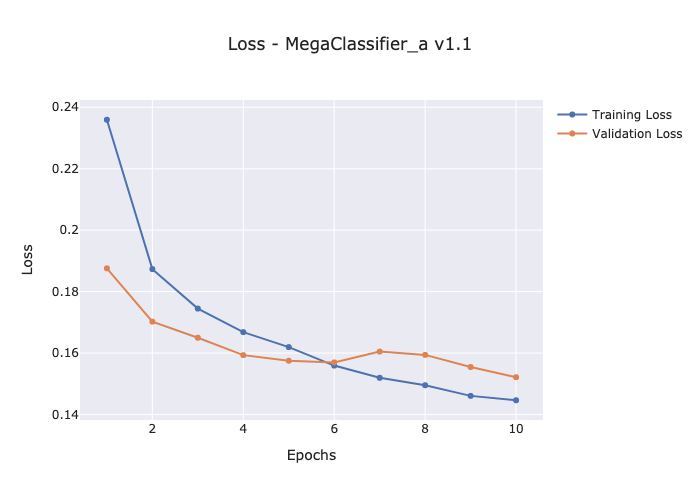 Loss - MegaClassifier_a v1.1
Training Loss
Validation Loss
Loss
0.24
0.22
0.2
0.18
0.16
0.14
2 4 6 8 10
Epochs